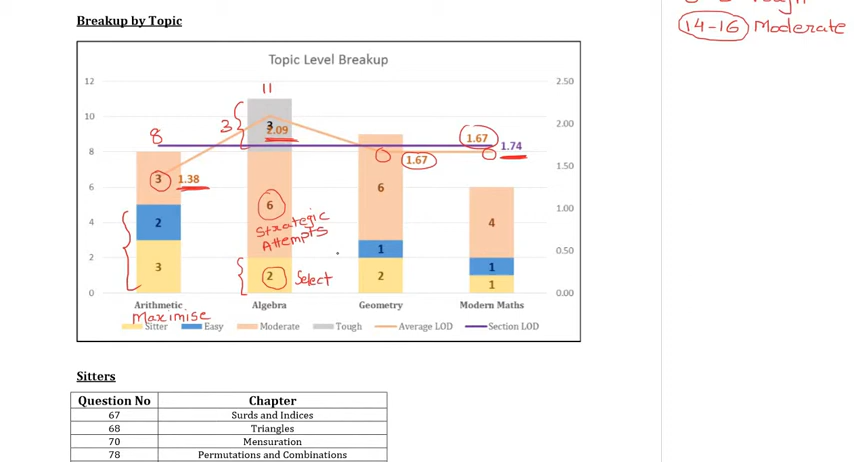 14-16 Moderate
Breakup by Topic
Topic Level Breakup
12 2.50
10 2.00
8 1.50
6 1.00
4 0.50
2 0.00
0
8
11
3
3
2.09
1.67
1.74
3 1.38
1.67
6
6
4
Strategic
Attempts
2
1
3
2 Select
2
1
1
Arithmetic Algebra Geometry Modern Maths
Maximise
Sitter Easy Moderate Tough Average LOD Section LOD
Sitters
Question No Chapter
67 Surds and Indices
68 Triangles
70 Mensuration
78 Permutations and Combinations